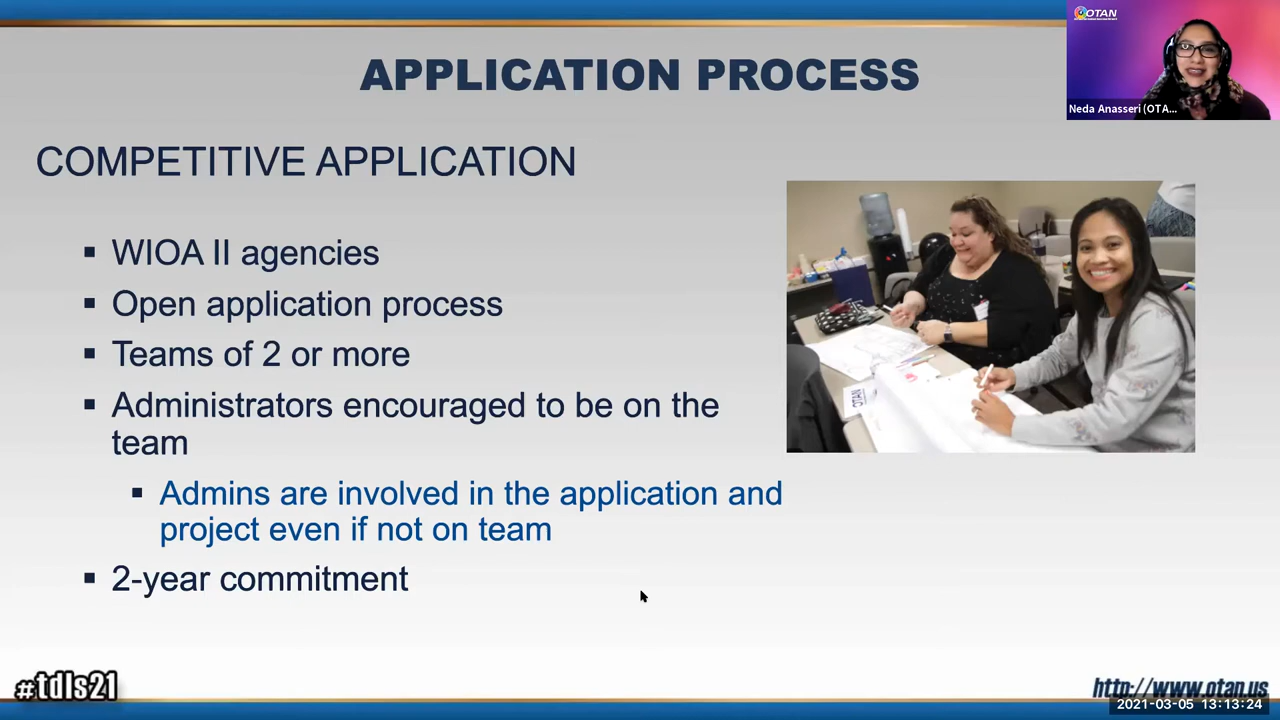 OTAN
APPLICATION PROCESS
Neda Anasseri (OTA...
COMPETITIVE APPLICATION
▪ WIOA II agencies
▪ Open application process
▪ Teams of 2 or more
▪ Administrators encouraged to be on the
team
▪ Admins are involved in the application and
project even if not on team
▪ 2-year commitment
OTAN
#tdls21
http://www.otan.us
2021-03-05 13:13:24